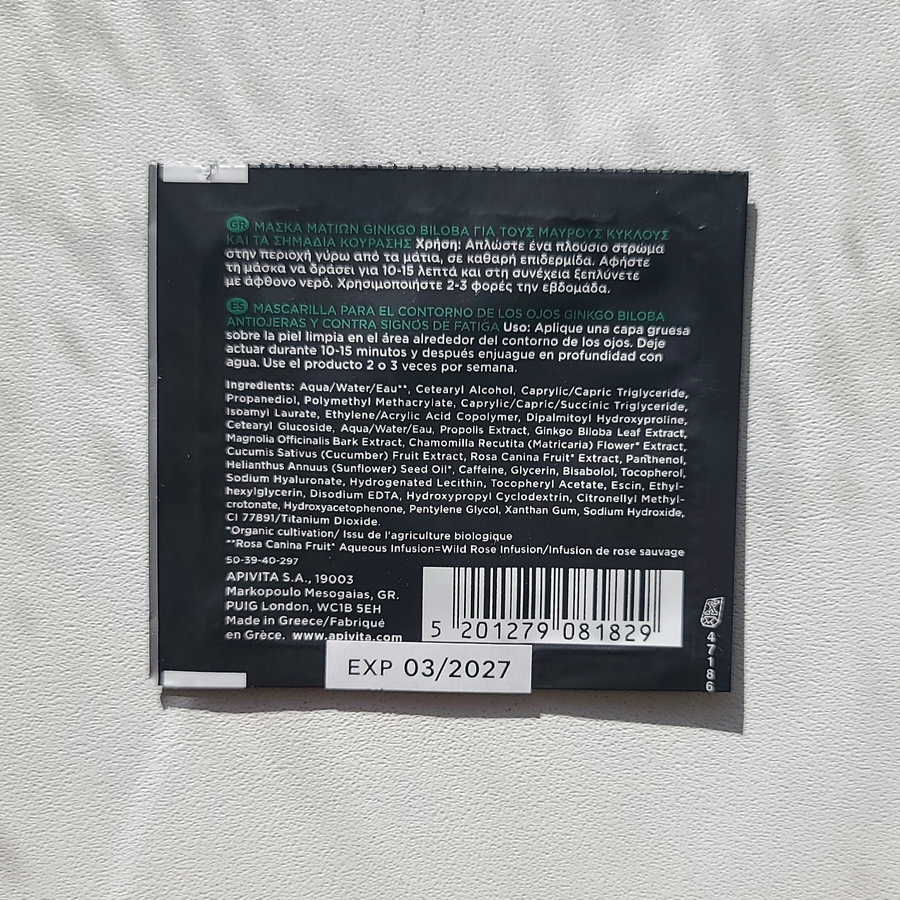 GR ΜΑΣΚΑ ΜΑΤΙΩΝ GINKGO BILOBA ΓΙΑ ΤΟΥΣ ΜΑΥΡΟΥΣ ΚΥΚΛΟΥΣ
ΚΑΙ ΤΑ ΣΗΜΑΔΙΑ ΚΟΥΡΑΣΗΣ Χρήση: Απλώστε ένα πλούσιο στρώμα
στην περιοχή γύρω από τα μάτια, σε καθαρή επιδερμίδα. Αφήστε
τη μάσκα να δράσει για 10-15 λεπτά και στη συνέχεια ξεπλύνετε
με άφθονο νερό. Χρησιμοποιήστε 2-3 φορές την εβδομάδα.
ES MASCARILLA PARA EL CONTORNO DE LOS OJOS GINKGO BILOBA
ANTIOJERAS Y CONTRA SIGNOS DE FATIGA Uso: Aplique una capa gruesa
sobre la piel limpia en el área alrededor del contorno de los ojos. Deje
actuar durante 10-15 minutos y después enjuague en profundidad con
agua. Use el producto 2 o 3 veces por semana.
Ingredients: Aqua/Water/Eau**, Cetearyl Alcohol, Caprylic/Capric Triglyceride,
Propanediol, Polymethyl Methacrylate, Caprylic/Capric/Succinic Triglyceride,
Isoamyl Laurate, Ethylene/Acrylic Acid Copolymer, Dipalmitoyl Hydroxyproline,
Cetearyl Glucoside, Aqua/Water/Eau, Propolis Extract, Ginkgo Biloba Leaf Extract,
Magnolia Officinalis Bark Extract, Chamomilla Recutita (Matricaria) Flower* Extract,
Cucumis Sativus (Cucumber) Fruit Extract, Rosa Canina Fruit* Extract, Panthenol,
Helianthus Annuus (Sunflower) Seed Oil*, Caffeine, Glycerin, Bisabolol, Tocopherol,
Sodium Hyaluronate, Hydrogenated Lecithin, Tocopheryl Acetate, Escin, Ethyl-
hexylglycerin, Disodium EDTA, Hydroxypropyl Cyclodextrin, Citronellyl Methyl-
crotonate, Hydroxyacetophenone, Pentylene Glycol, Xanthan Gum, Sodium Hydroxide,
CI 77891/Titanium Dioxide.
*Organic cultivation/ Issu de l'agriculture biologique
**Rosa Canina Fruit* Aqueous Infusion=Wild Rose Infusion/Infusion de rose sauvage
50-39-40-297
APIVITA S.A., 19003
Markopoulo Mesogaias, GR.
PUIG London, WC1B 5EH
Made in Greece/Fabriqué
en Grèce. www.apivita.com
5 201279 081829
EXP 03/2027
47186